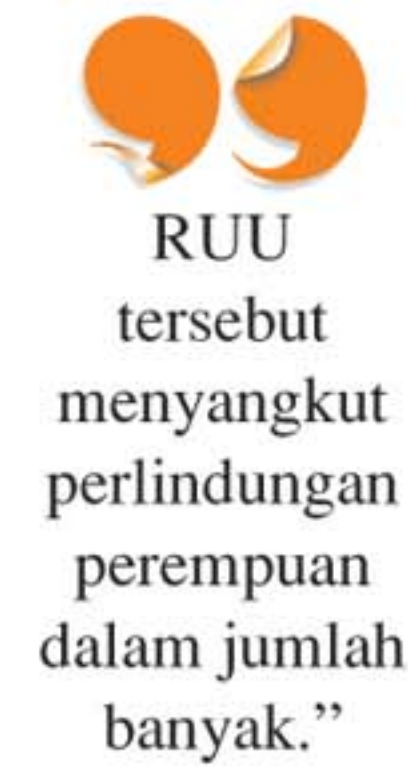 RUU
tersebut
menyangkut
perlindungan
perempuan
dalam jumlah
banyak.”